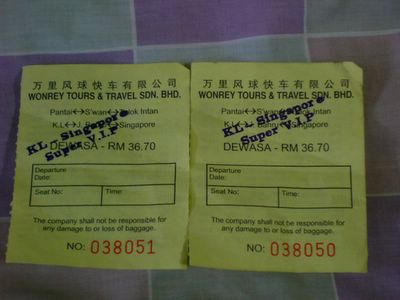 万里风球快车有限公司
WONREY TOURS & TRAVEL SDN. BHD.
Pantai↔S'wan↔Telok Intan
K.L↔J. Bahru Singapore
KL - Singapore
Super V.I.P
DEWASA - RM 36.70
Departure
Date:
Seat No: Time:
The company shall not be responsible for
any damage to or loss of baggage.
NO: 038051
万里风球快车有限公司
WONREY TOURS & TRAVEL SDN. BHD.
Pantai↔S'wan↔Telok Intan
K.L↔J. Bahru Singapore
KL - Singapore
Super V.I.P
DEWASA - RM 36.70
Departure
Date:
Seat No: Time:
The company shall not be responsible for
any damage to or loss of baggage.
NO: 038050